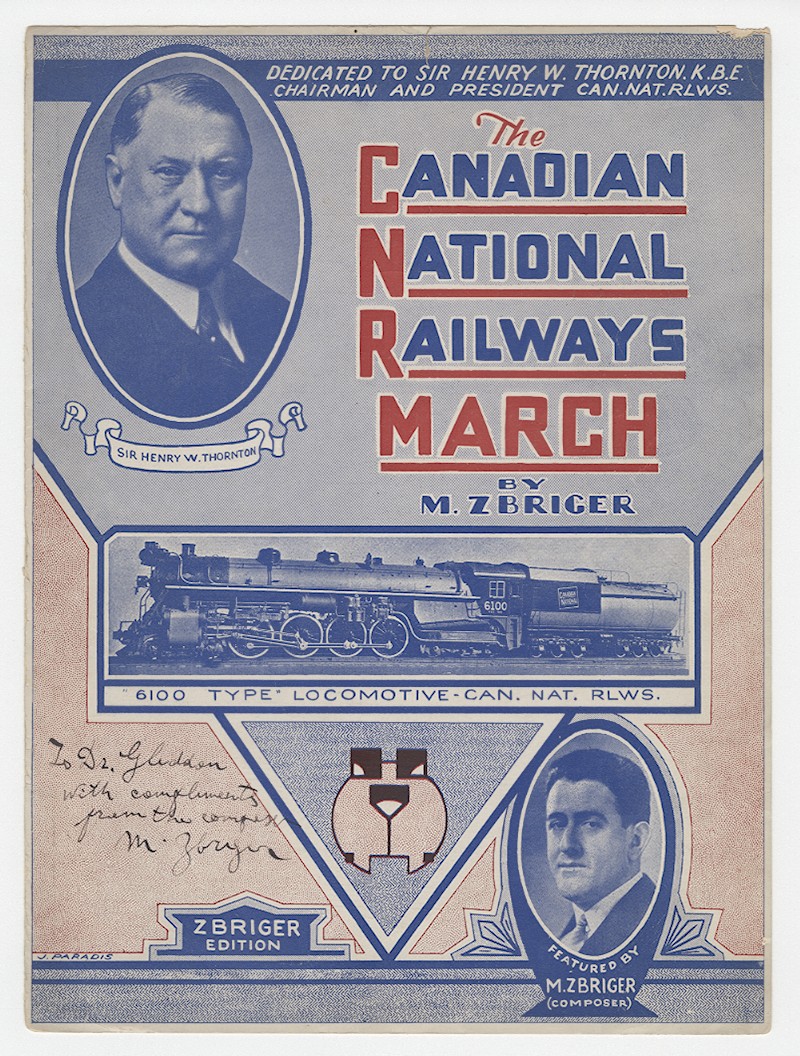 DEDICATED TO SIR HENRY W. THORNTON. K.B.E.
CHAIRMAN AND PRESIDENT CAN.NAT.RLWS.
The
CANADIAN
NATIONAL
RAILWAYS
MARCH
BY
M. ZBRIGER
SIR HENRY W. THORNTON
CANADIAN
NATIONAL
6100
"6100 TYPE" LOCOMOTIVE-CAN. NAT. RLWS.
To Dr. Gliddon
with compliments
from the composer
M. Zbriger
ZBRIGER
EDITION
J. PARADIS
FEATURED BY
M.ZBRIGER
(COMPOSER)